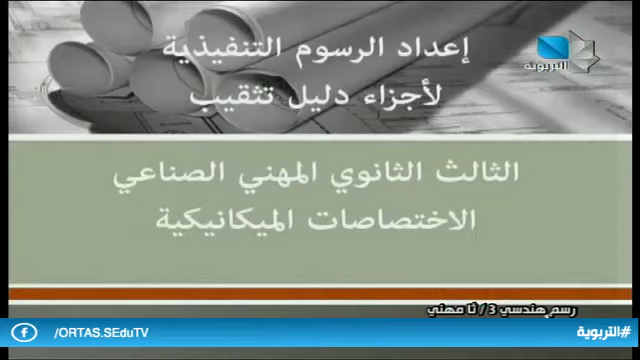 إعداد الرسوم التنفيذية
لأجزاء دليل تثقيب
التربوية
الثالث الثانوي المهني الصناعي
الاختصاصات الميكانيكية
رسم هندسي 3 / ثا مهني
/ORTAS.SEduTV
#التربوية